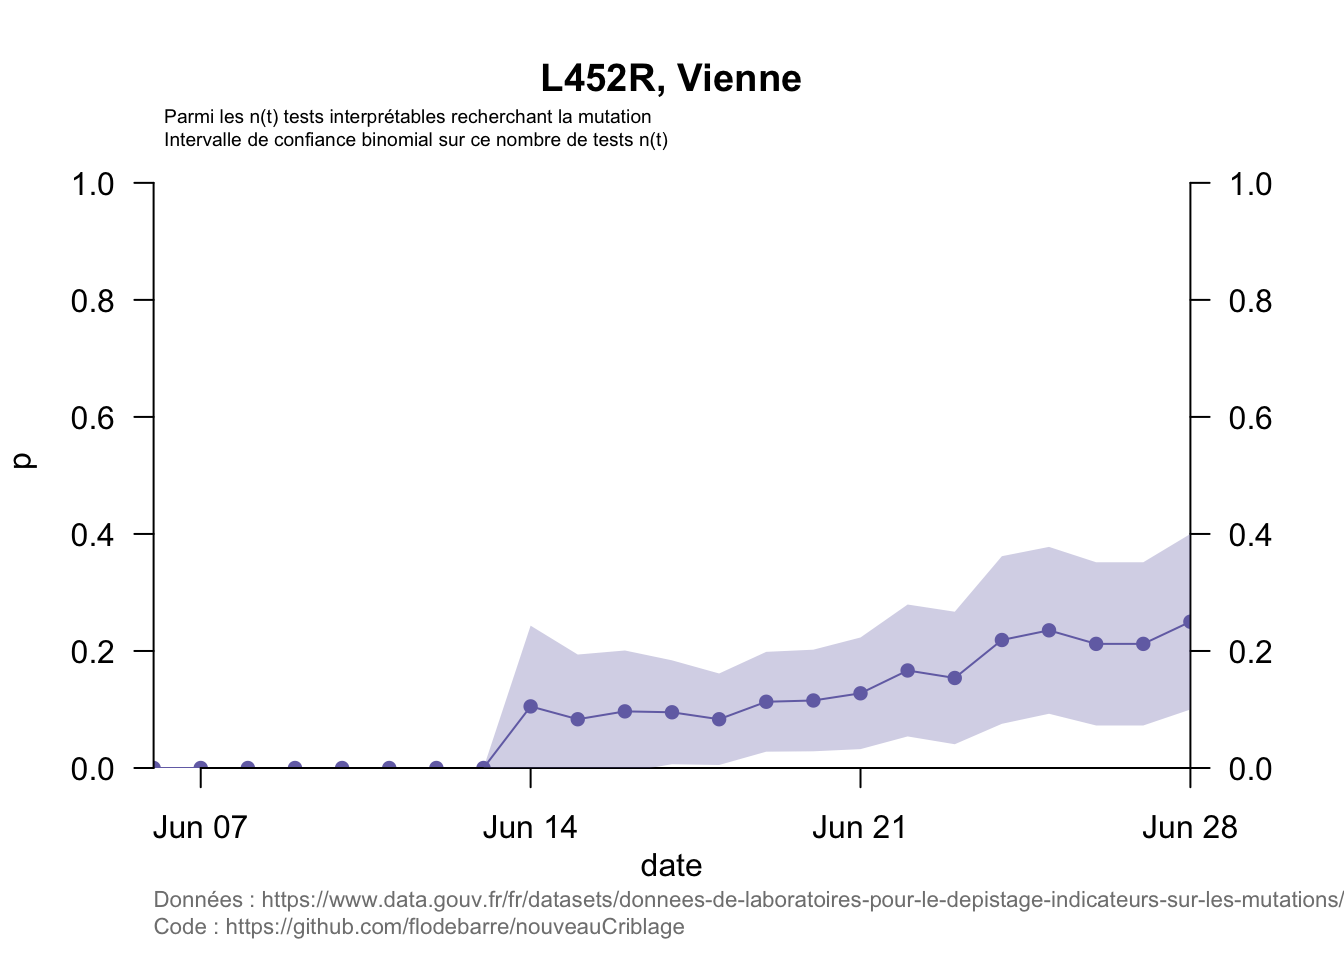 L452R, Vienne
Parmi les n(t) tests interprétables recherchant la mutation
Intervalle de confiance binomial sur ce nombre de tests n(t)
1.0 1.0
0.8 0.8
0.6 0.6
p
0.4 0.4
0.2 0.2
0.0 0.0
Jun 07 Jun 14 Jun 21 Jun 28
date
Données : https://www.data.gouv.fr/fr/datasets/donnees-de-laboratoires-pour-le-depistage-indicateurs-sur-les-mutations/
Code : https://github.com/flodebarre/nouveauCriblage